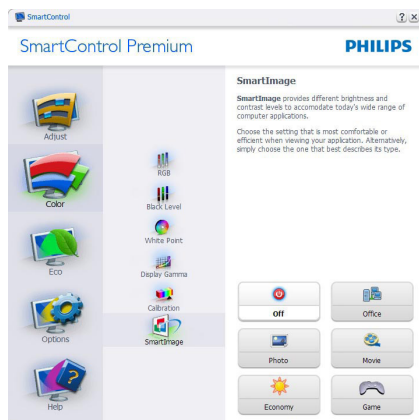 SmartControl
? ×
SmartControl Premium
PHILIPS
Adjust
Color
Eco
Options
Help
RGB
Black Level
White Point
Display Gamma
Calibration
SmartImage
SmartImage
SmartImage provides different brightness and
contrast levels to accomodate today's wide range of
computer applications.
Choose the setting that is most comfortable or
efficient when viewing your application. Alternatively,
simply choose the one that best describes its type.
Off
Office
Photo
Movie
Economy
Game